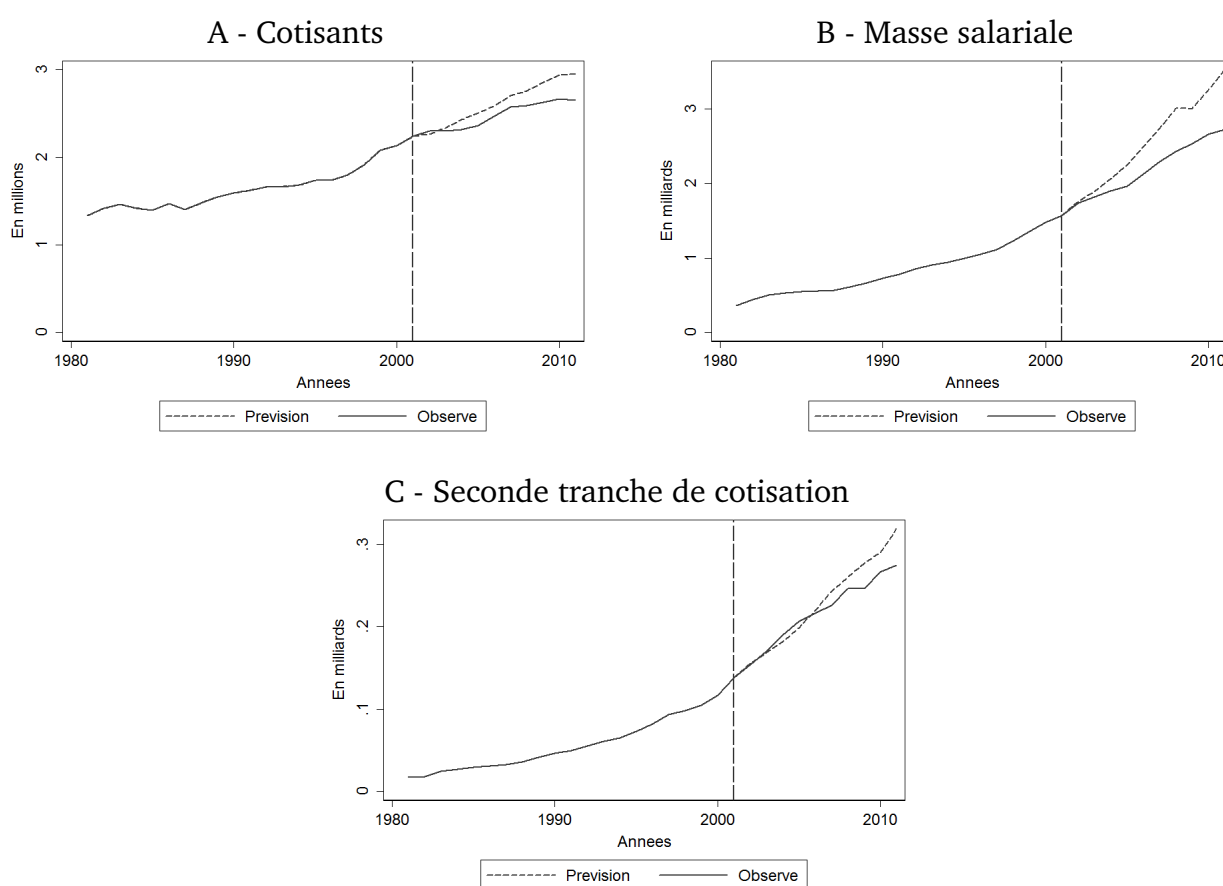 A - Cotisants
En millions
3
2
1
0
1980 1990 2000 2010
Annees
Prevision Observe
B - Masse salariale
En milliards
3
2
1
0
1980 1990 2000 2010
Annees
Prevision Observe
C - Seconde tranche de cotisation
En milliards
.3
.2
.1
0
1980 1990 2000 2010
Annees
Prevision Observe